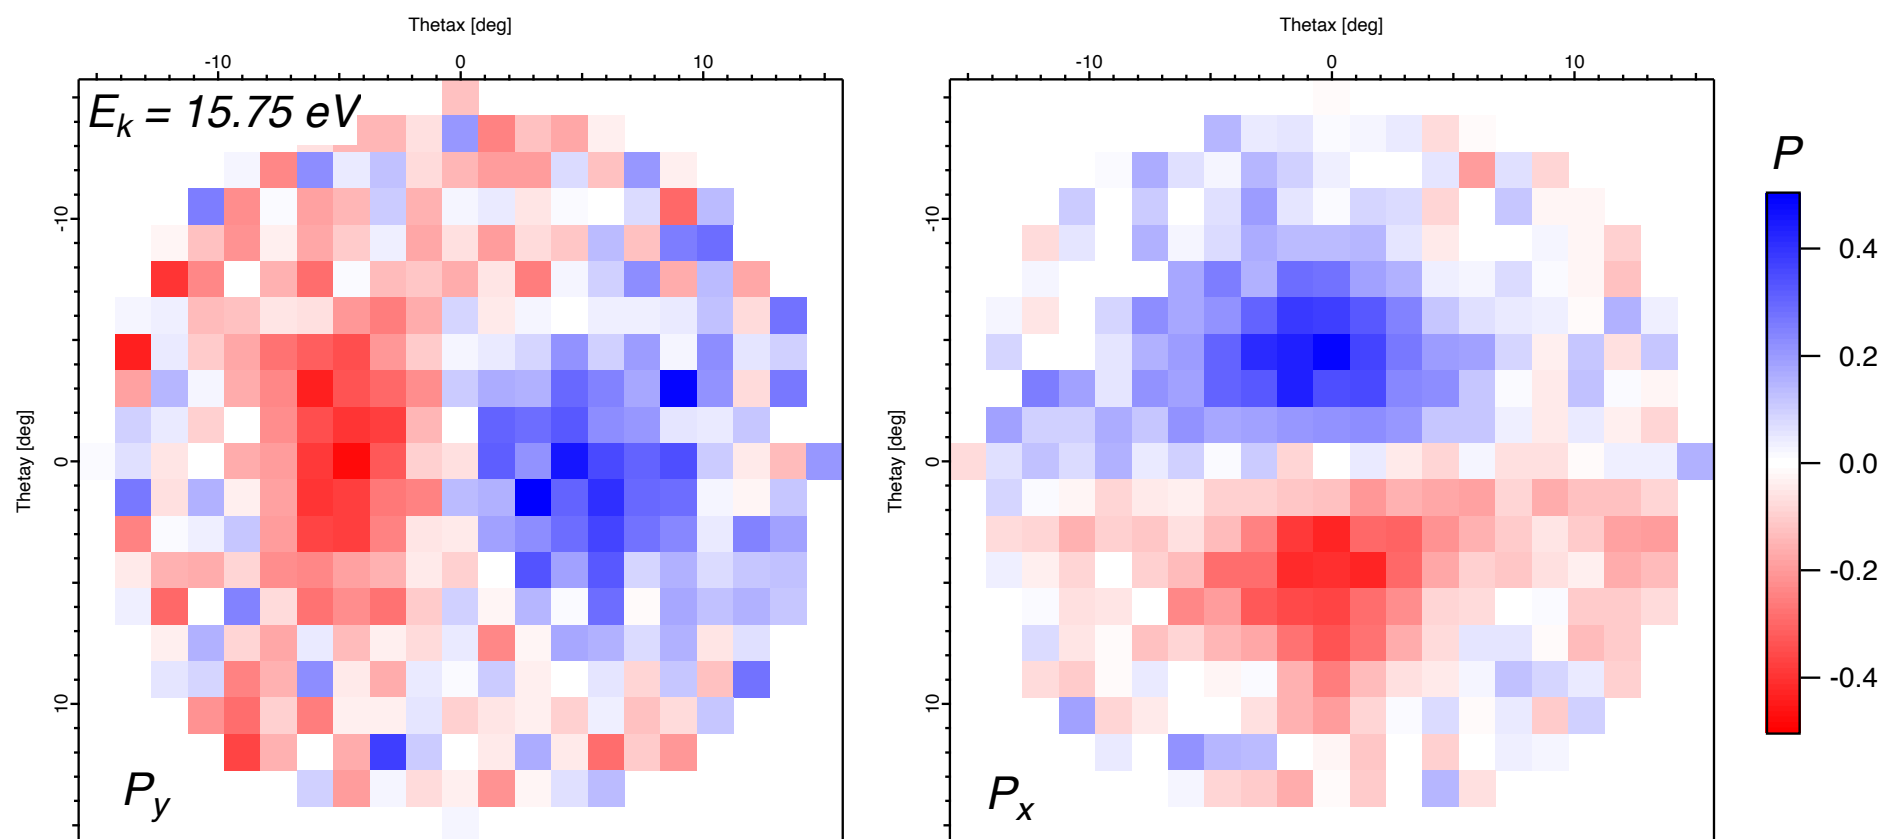 Thetax [deg]
-10 0 10
E_k = 15.75 eV
Thetay [deg]
-10
0
10
P_y
Thetax [deg]
-10 0 10
Thetay [deg]
-10
0
10
P_x
P
0.4
0.2
0.0
-0.2
-0.4